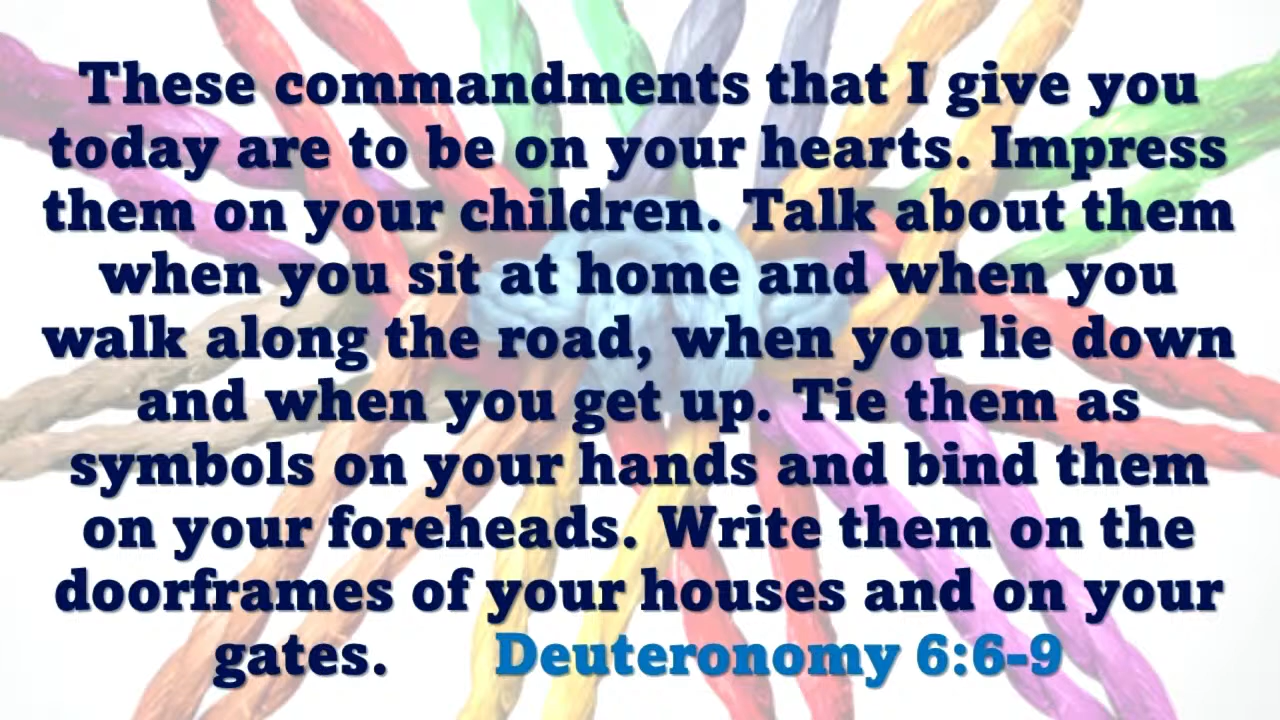 These commandments that I give you
today are to be on your hearts. Impress
them on your children. Talk about them
when you sit at home and when you
walk along the road, when you lie down
and when you get up. Tie them as
symbols on your hands and bind them
on your foreheads. Write them on the
doorframes of your houses and on your
gates. Deuteronomy 6:6-9